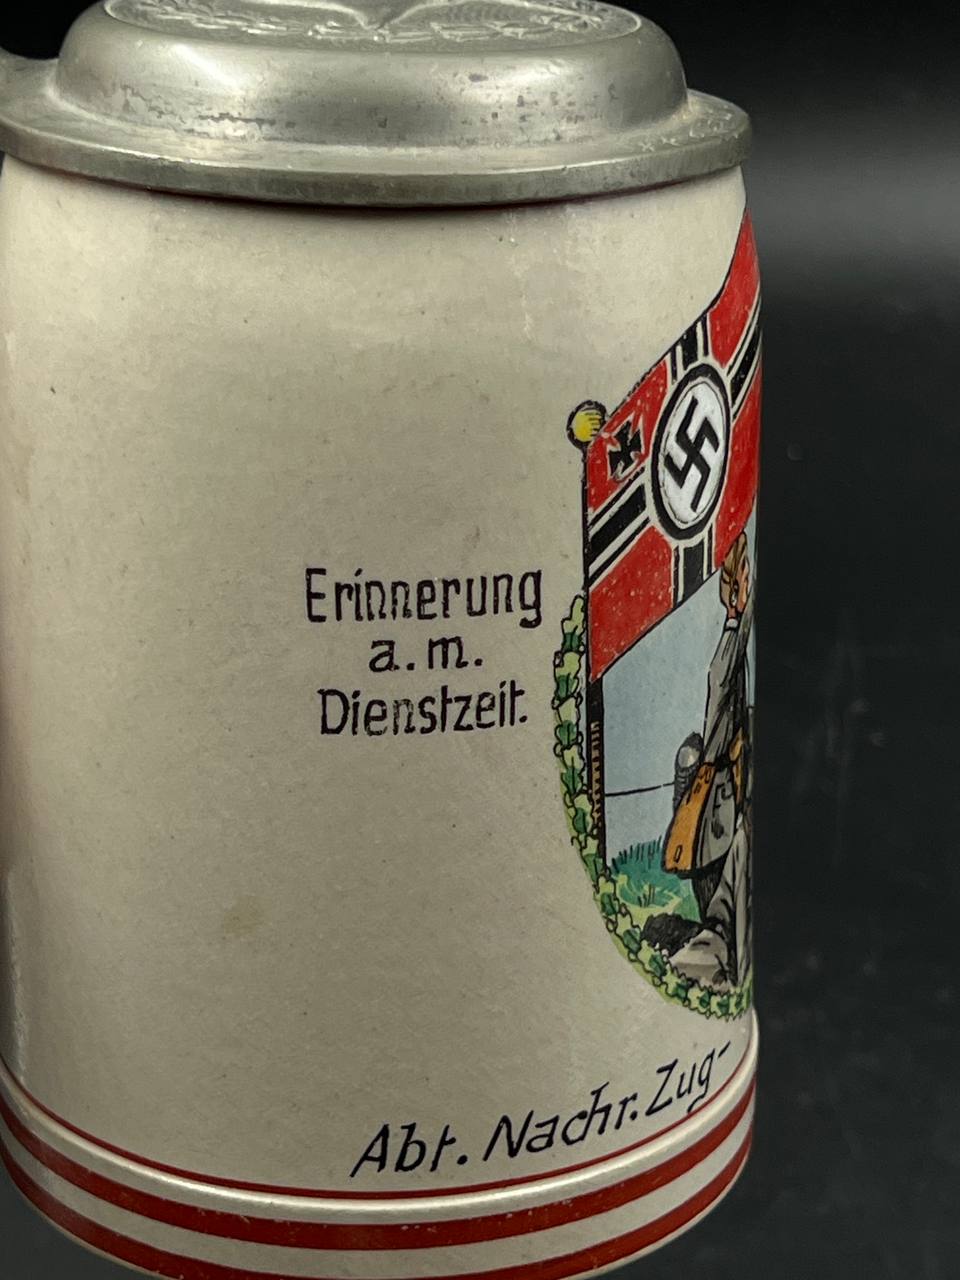 Erinnerung
a. m.
Dienstzeit.
Abt. Nachr. Zug-